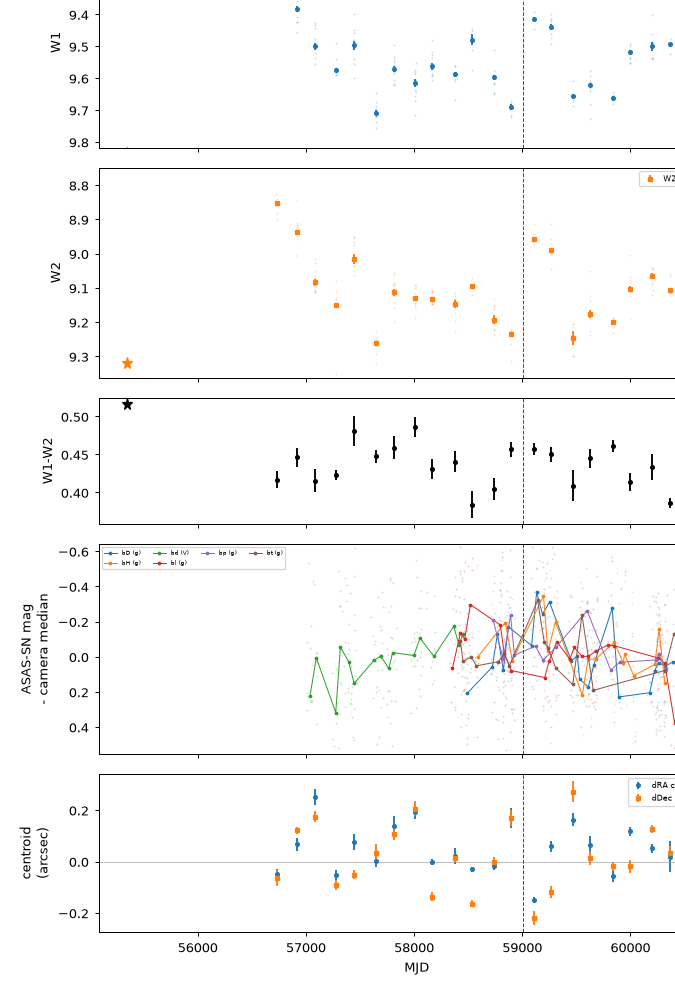 9.4
9.5
9.6
9.7
9.8
W1
8.8
8.9
9.0
9.1
9.2
9.3
W2
W2
0.50
0.45
0.40
W1-W2
−0.6
−0.4
−0.2
0.0
0.2
0.4
ASAS-SN mag
- camera median
bD (g) bd (V) bp (g) bt (g)
bH (g) bl (g)
0.2
0.0
−0.2
centroid
(arcsec)
dRA c
dDec
56000 57000 58000 59000 60000
MJD